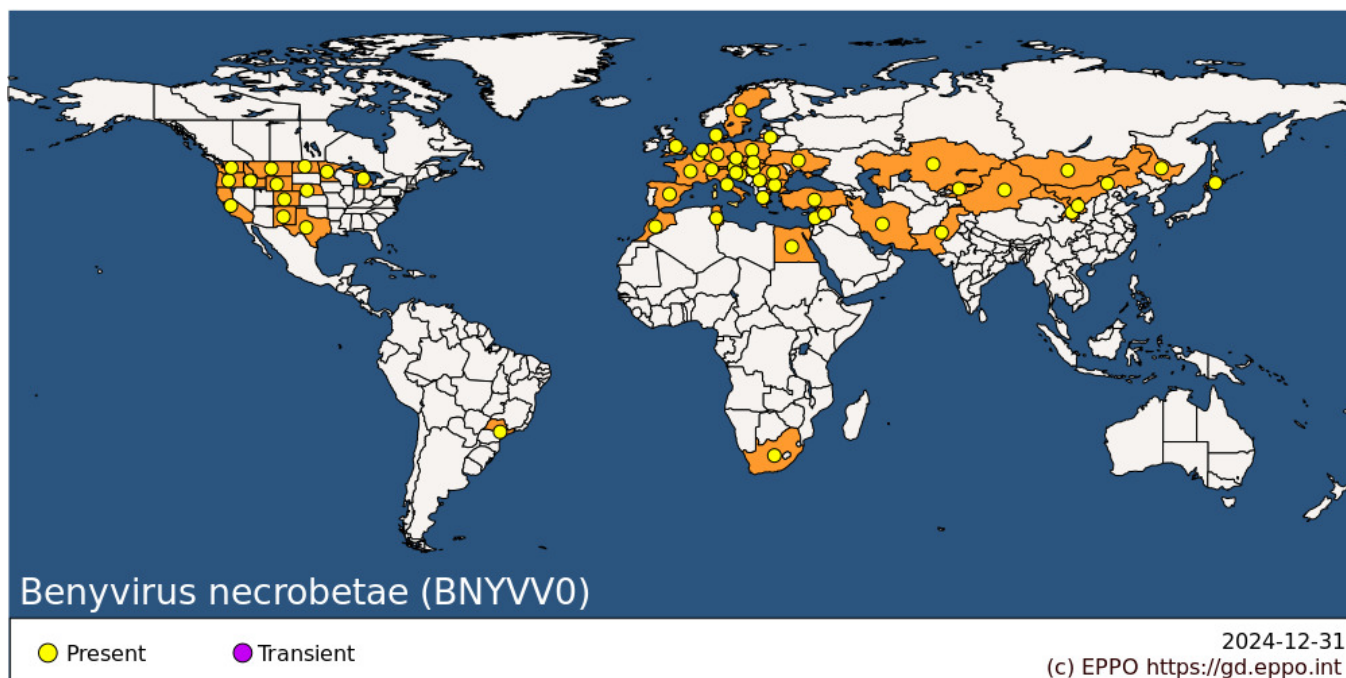 Benyvirus necrobetae (BNYVV0)
Present
Transient
2024-12-31
(c) EPPO https://gd.eppo.int